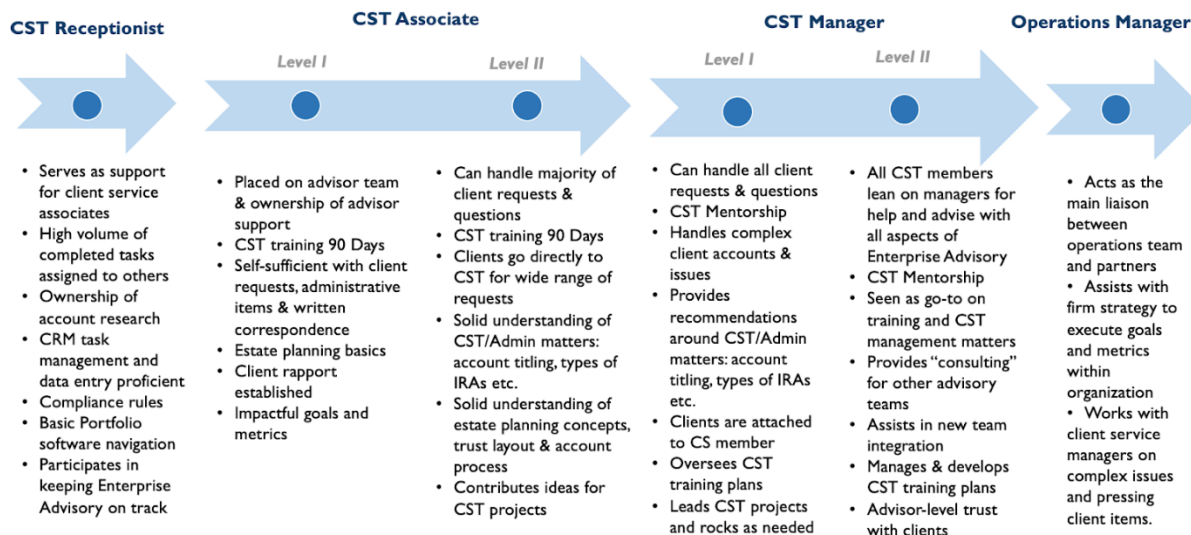 CST Receptionist
CST Associate
CST Manager
Operations Manager
Level I
Level II
Level I
Level II
• Serves as support
for client service
associates
• High volume of
completed tasks
assigned to others
• Ownership of
account research
• CRM task
management and
data entry proficient
• Compliance rules
• Basic Portfolio
software navigation
• Participates in
keeping Enterprise
Advisory on track
• Placed on advisor team
& ownership of advisor
support
• CST training 90 Days
• Self-sufficient with client
requests, administrative
items & written
correspondence
• Estate planning basics
• Client rapport
established
• Impactful goals and
metrics
• Can handle majority of
client requests &
questions
• CST training 90 Days
• Clients go directly to
CST for wide range of
requests
• Solid understanding of
CST/Admin matters:
account titling, types of
IRAs etc.
• Solid understanding of
estate planning concepts,
trust layout & account
process
• Contributes ideas for
CST projects
• Can handle all client
requests & questions
• CST Mentorship
• Handles complex
client accounts &
issues
• Provides
recommendations
around CST/Admin
matters: account
titling, types of IRAs
etc.
• Clients are attached
to CS member
• Oversees CST
training plans
• Leads CST projects
and rocks as needed
• All CST members
lean on managers for
help and advise with
all aspects of
Enterprise Advisory
• CST Mentorship
• Seen as go-to on
training and CST
management matters
• Provides “consulting”
for other advisory
teams
• Assists in new team
integration
• Manages & develops
CST training plans
• Advisor-level trust
with clients
• Acts as the
main liaison
between
operations team
and partners
• Assists with
firm strategy to
execute goals
and metrics
within
organization
• Works with
client service
managers on
complex issues
and pressing
client items.